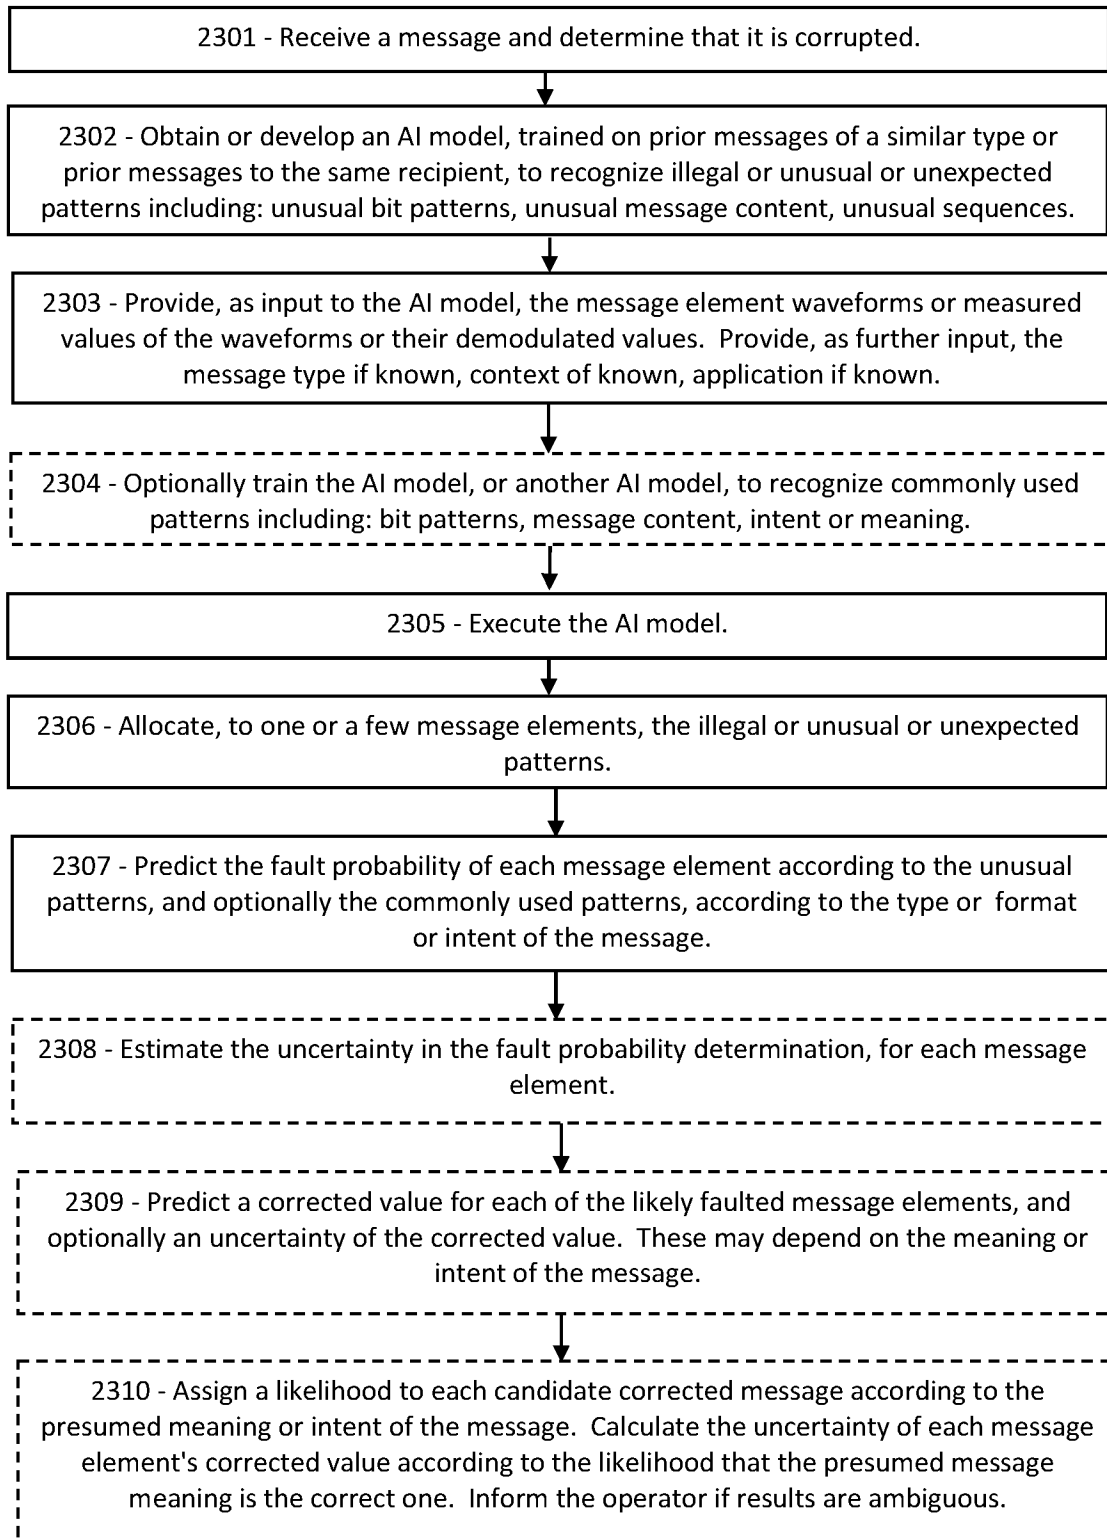 2301 - Receive a message and determine that it is corrupted.
2302 - Obtain or develop an AI model, trained on prior messages of a similar type or
prior messages to the same recipient, to recognize illegal or unusual or unexpected
patterns including: unusual bit patterns, unusual message content, unusual sequences.
2303 - Provide, as input to the AI model, the message element waveforms or measured
values of the waveforms or their demodulated values.  Provide, as further input, the
message type if known, context of known, application if known.
2304 - Optionally train the AI model, or another AI model, to recognize commonly used
patterns including: bit patterns, message content, intent or meaning.
2305 - Execute the AI model.
2306 - Allocate, to one or a few message elements, the illegal or unusual or unexpected
patterns.
2307 - Predict the fault probability of each message element according to the unusual
patterns, and optionally the commonly used patterns, according to the type or  format
or intent of the message.
2308 - Estimate the uncertainty in the fault probability determination, for each message
element.
2309 - Predict a corrected value for each of the likely faulted message elements, and
optionally an uncertainty of the corrected value.  These may depend on the meaning or
intent of the message.
2310 - Assign a likelihood to each candidate corrected message according to the
presumed meaning or intent of the message.  Calculate the uncertainty of each message
element's corrected value according to the likelihood that the presumed message
meaning is the correct one.  Inform the operator if results are ambiguous.